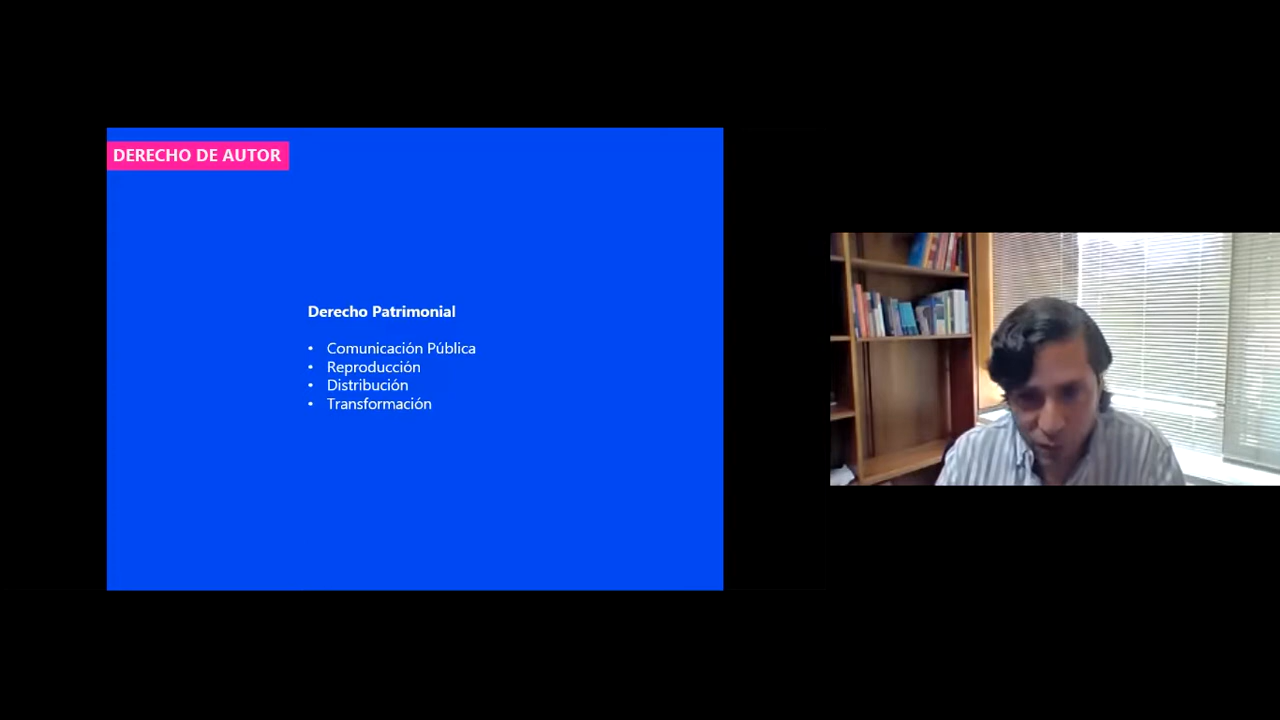 DERECHO DE AUTOR
Derecho Patrimonial
• Comunicación Pública
• Reproducción
• Distribución
• Transformación